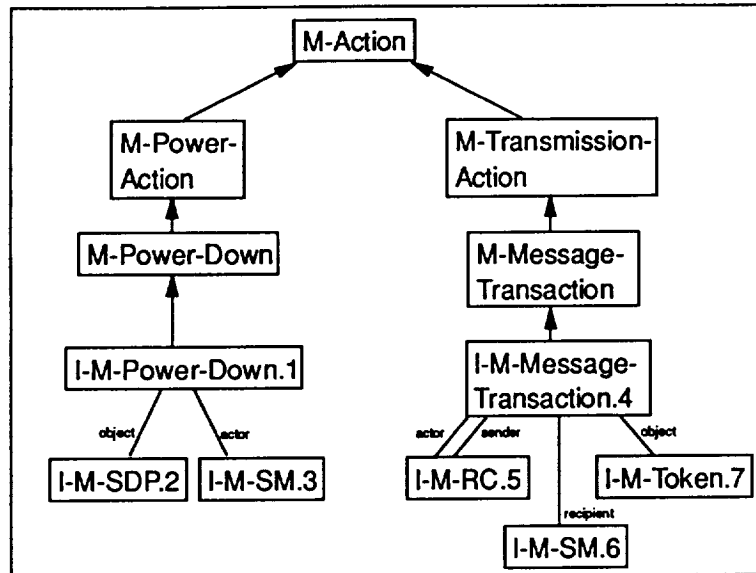 M-Action
M-Power-
Action
M-Transmission-
Action
M-Power-Down
M-Message-
Transaction
I-M-Power-Down.1
I-M-Message-
Transaction.4
object
actor
actor
sender
object
I-M-SDP.2
I-M-SM.3
I-M-RC.5
I-M-Token.7
recipient
I-M-SM.6